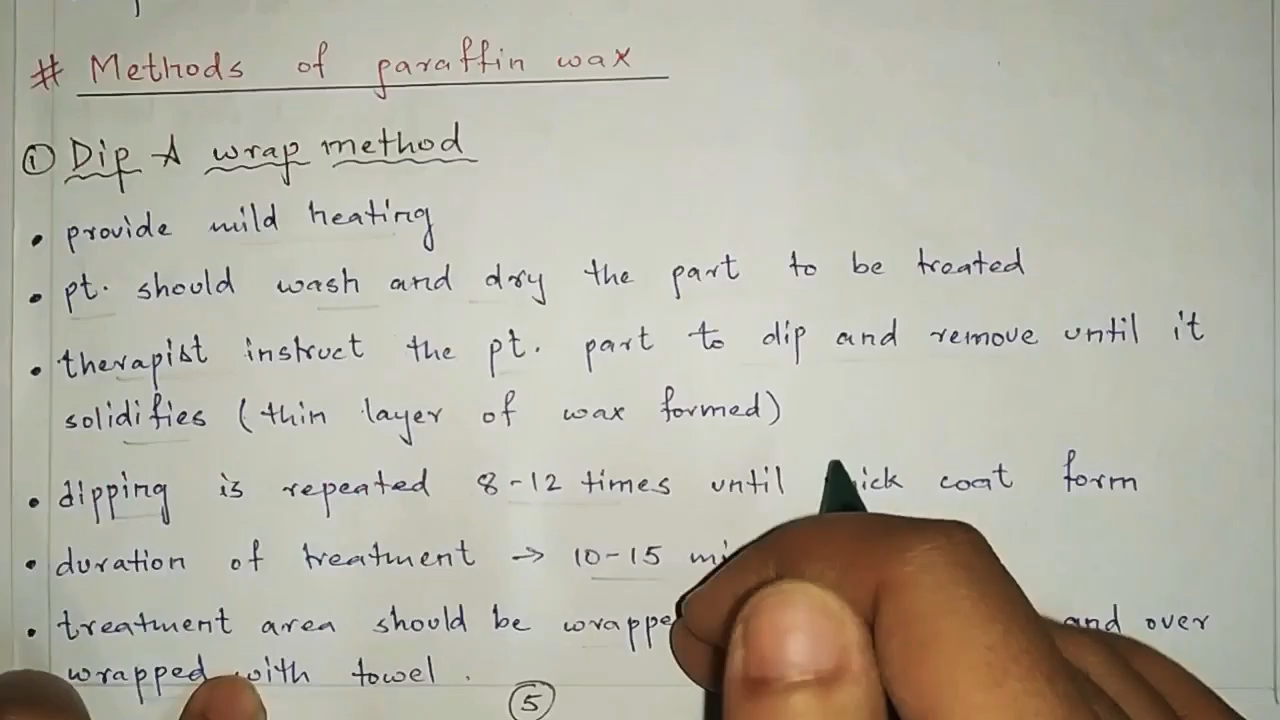 # Methods of paraffin wax
① Dip & wrap method
• provide mild heating
• pt. should wash and dry the part to be treated
• therapist instruct the pt. part to dip and remove until it
solidifies (thin layer of wax formed)
• dipping is repeated 8-12 times until coat form
• duration of treatment → 10-15
• treatment area should be and over
wrapped with towel.
5